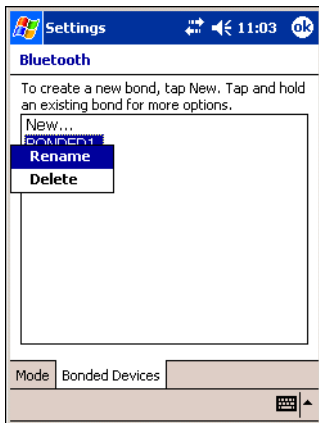 Settings 11:03 ok
Bluetooth
To create a new bond, tap New. Tap and hold
an existing bond for more options.
New...
BONDED1
Rename
Delete
Mode Bonded Devices